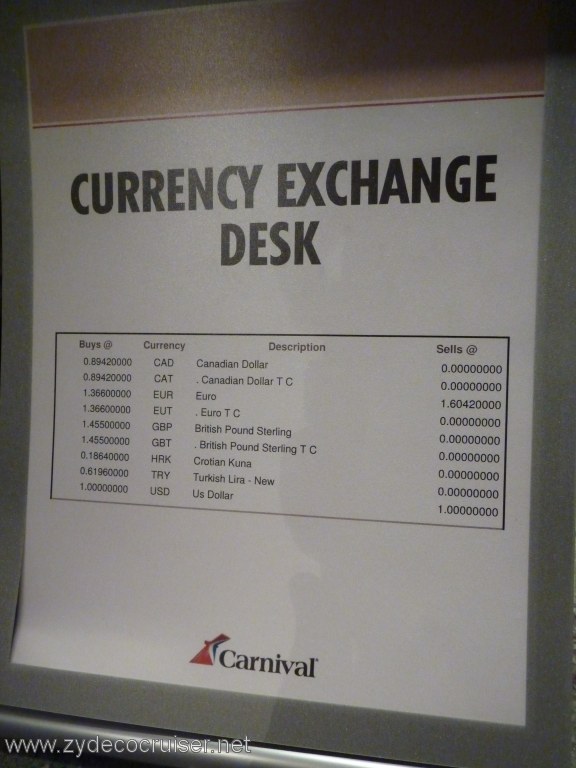 CURRENCY EXCHANGE
DESK
Buys @ Currency Description Sells @
0.89420000 CAD Canadian Dollar 0.00000000
0.89420000 CAT . Canadian Dollar T C 0.00000000
1.36600000 EUR Euro 1.60420000
1.36600000 EUT . Euro T C 0.00000000
1.45500000 GBP British Pound Sterling 0.00000000
1.45500000 GBT . British Pound Sterling T C 0.00000000
0.18640000 HRK Crotian Kuna 0.00000000
0.61960000 TRY Turkish Lira - New 0.00000000
1.00000000 USD Us Dollar 1.00000000
Carnival
www.zydecocruiser.net